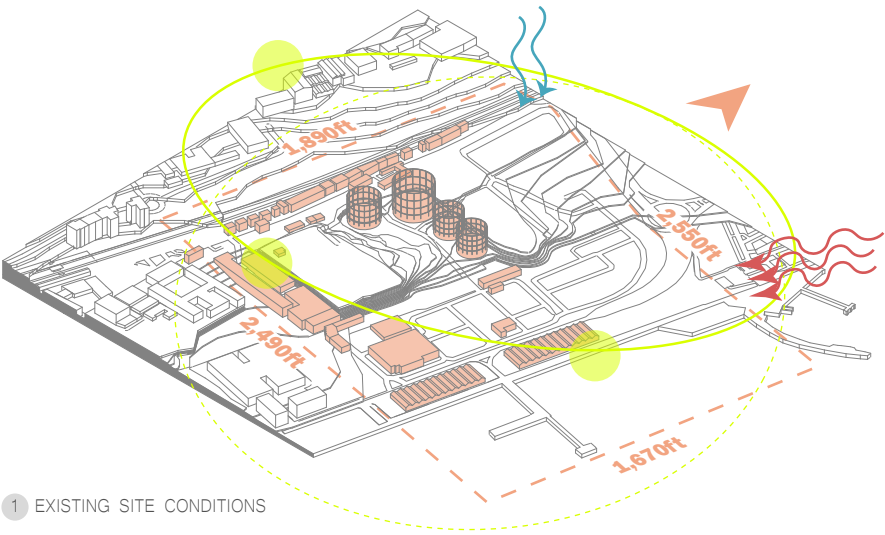 1,890ft
2,550ft
2,490ft
1,670ft
1 EXISTING SITE CONDITIONS